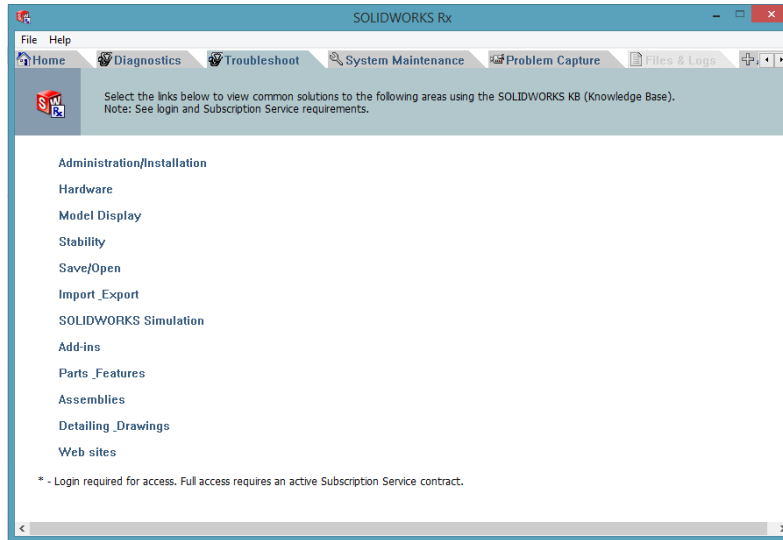 SOLIDWORKS Rx
File Help
Home Diagnostics Troubleshoot System Maintenance Problem Capture Files & Logs
SW Rx
Select the links below to view common solutions to the following areas using the SOLIDWORKS KB (Knowledge Base).
Note: See login and Subscription Service requirements.
Administration/Installation
Hardware
Model Display
Stability
Save/Open
Import _Export
SOLIDWORKS Simulation
Add-ins
Parts _Features
Assemblies
Detailing _Drawings
Web sites
* - Login required for access. Full access requires an active Subscription Service contract.